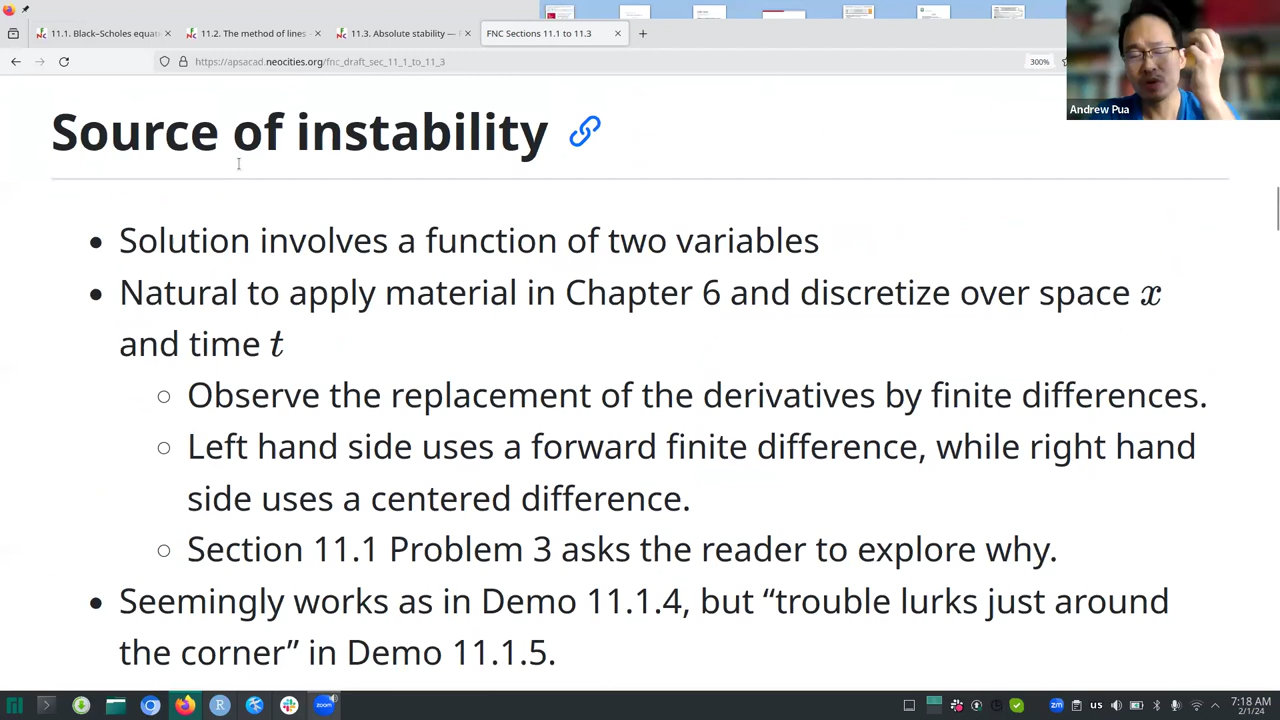 11.1. Black–Scholes equa
11.2. The method of lines
11.3. Absolute stability —
FNC Sections 11.1 to 11.3
https://apsacad.neocities.org/fnc_draft_sec_11_1_to_11_3
300%
Andrew Pua
Source of instability
• Solution involves a function of two variables
• Natural to apply material in Chapter 6 and discretize over space x
and time t
○ Observe the replacement of the derivatives by finite differences.
○ Left hand side uses a forward finite difference, while right hand
side uses a centered difference.
○ Section 11.1 Problem 3 asks the reader to explore why.
• Seemingly works as in Demo 11.1.4, but “trouble lurks just around
the corner” in Demo 11.1.5.
zoom
zm
us
7:18 AM
2/1/24